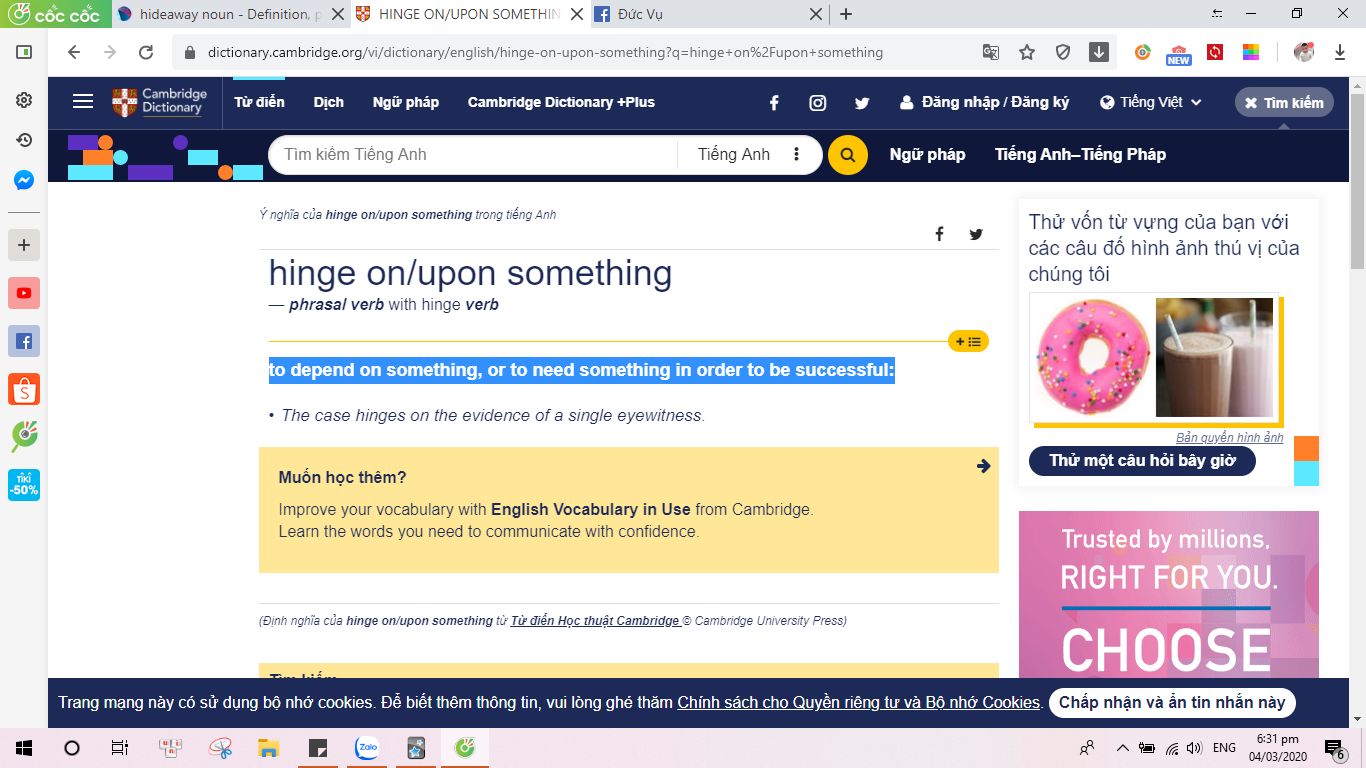 cốc cốc
hideaway noun - Definition, p
HINGE ON/UPON SOMETHIN
Đức Vụ
dictionary.cambridge.org/vi/dictionary/english/hinge-on-upon-something?q=hinge+on%2Fupon+something
NEW
Cambridge
Dictionary
Từ điển
Dịch
Ngữ pháp
Cambridge Dictionary +Plus
Đăng nhập / Đăng ký
Tiếng Việt
Tìm kiếm
Tìm kiếm Tiếng Anh
Tiếng Anh
Ngữ pháp
Tiếng Anh–Tiếng Pháp
Ý nghĩa của hinge on/upon something trong tiếng Anh
hinge on/upon something
— phrasal verb with hinge verb
to depend on something, or to need something in order to be successful:
• The case hinges on the evidence of a single eyewitness.
Muốn học thêm?
Improve your vocabulary with English Vocabulary in Use from Cambridge.
Learn the words you need to communicate with confidence.
(Định nghĩa của hinge on/upon something từ Từ điển Học thuật Cambridge © Cambridge University Press)
Tìm kiếm
Thử vốn từ vựng của bạn với
các câu đố hình ảnh thú vị của
chúng tôi
Bản quyền hình ảnh
Thử một câu hỏi bây giờ
Trusted by millions,
RIGHT FOR YOU.
CHOOSE
TIKI
-50%
Trang mạng này có sử dụng bộ nhớ cookies. Để biết thêm thông tin, vui lòng ghé thăm Chính sách cho Quyền riêng tư và Bộ nhớ Cookies.
Chấp nhận và ẩn tin nhắn này
Zalo
ENG
6:31 pm
04/03/2020
6